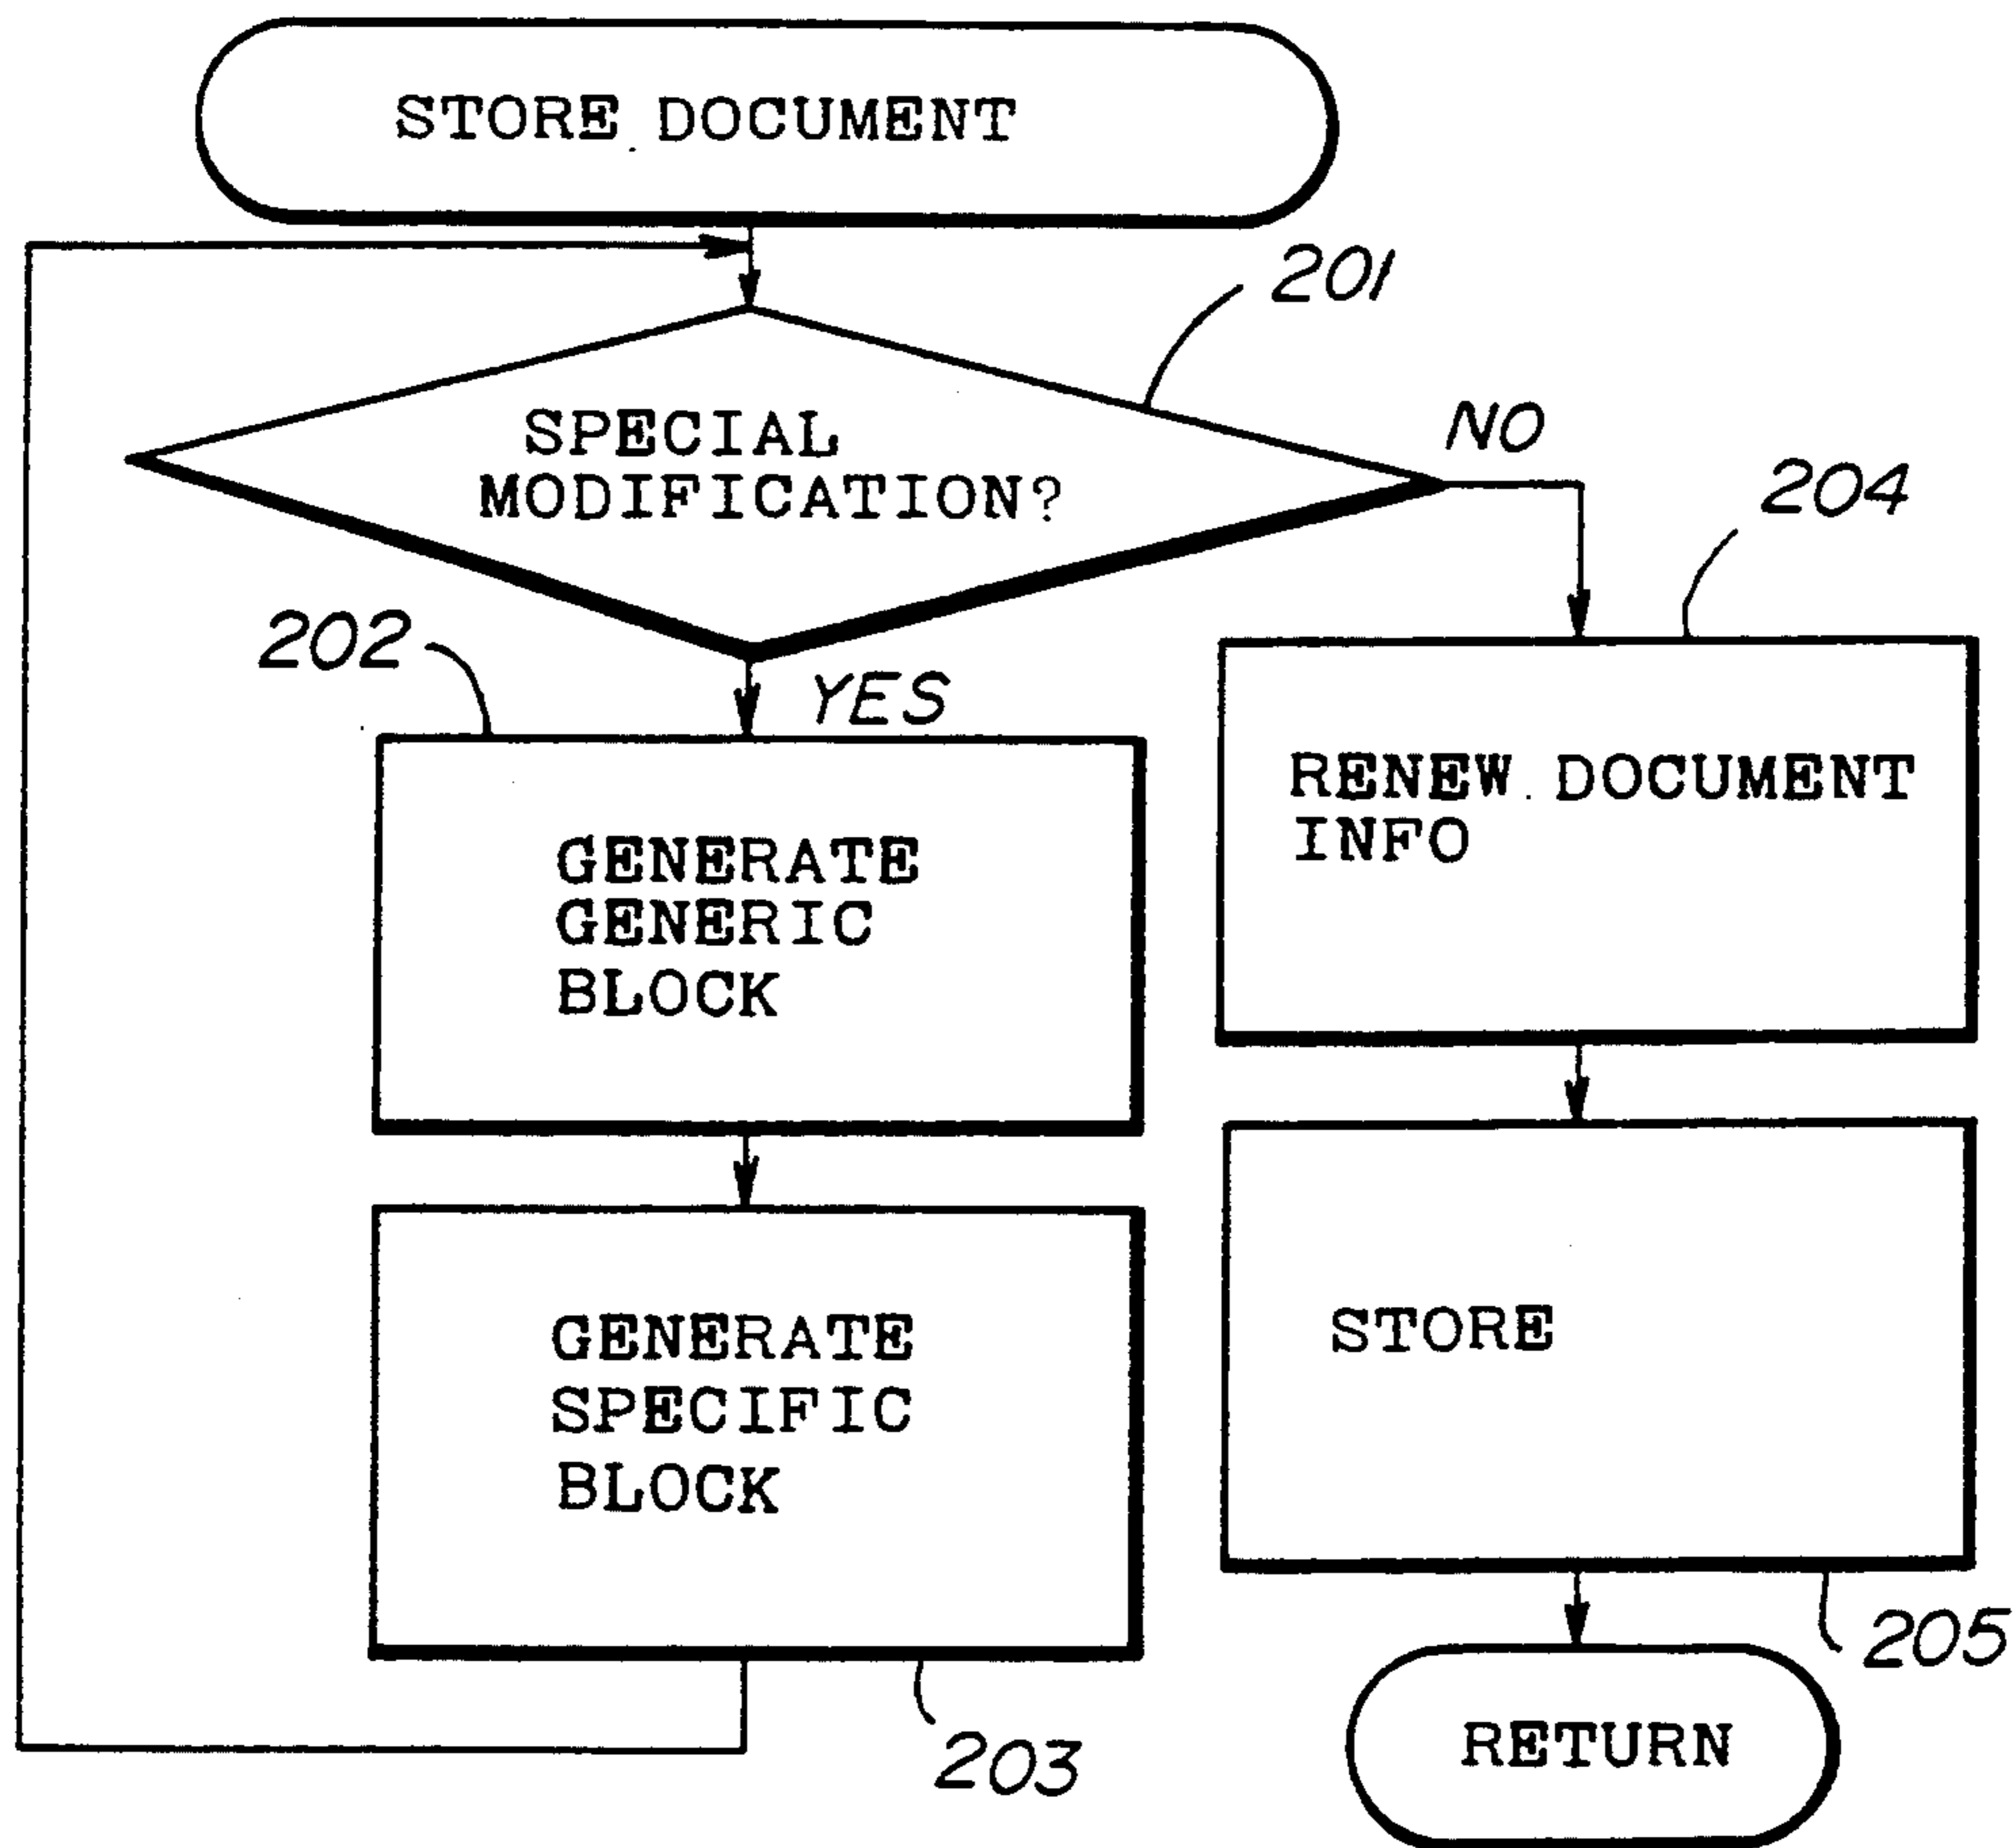 STORE DOCUMENT
201
SPECIAL
MODIFICATION?
NO
204
202
YES
RENEW DOCUMENT
INFO
GENERATE
GENERIC
BLOCK
STORE
GENERATE
SPECIFIC
BLOCK
205
203
RETURN